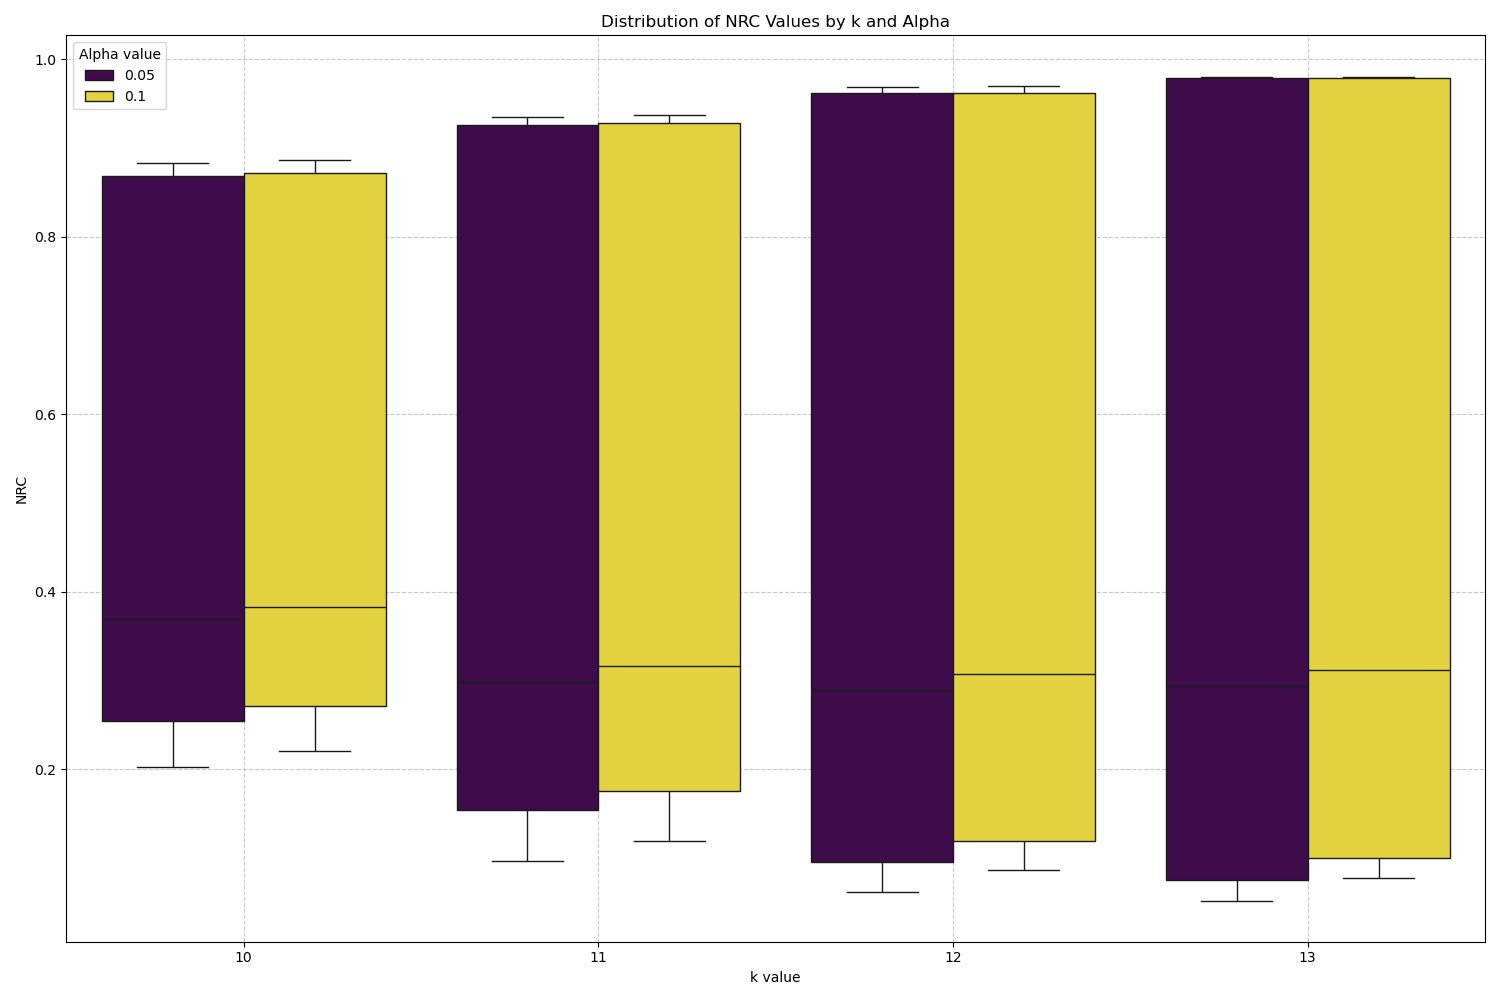 Distribution of NRC Values by k and Alpha
Alpha value
0.05
0.1
1.0
0.8
0.6
0.4
0.2
NRC
10 11 12 13
k value